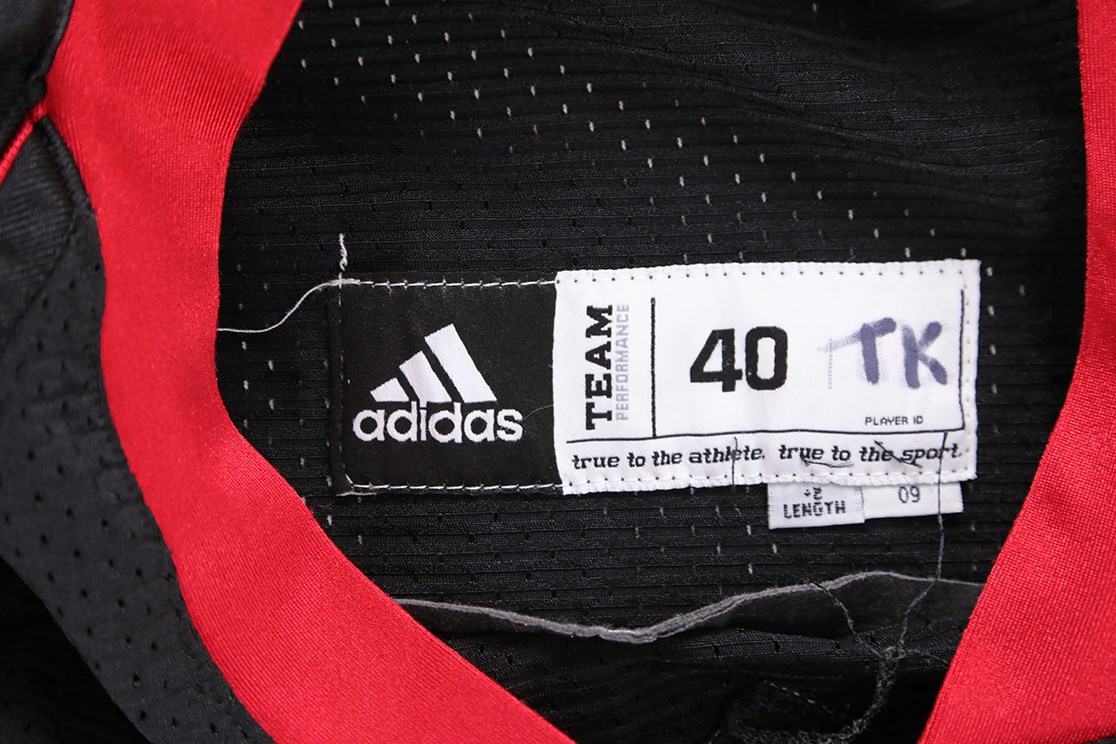 adidas
TEAM
PERFORMANCE
40
TK
PLAYER ID
true to the athlete. true to the sport.
+2
LENGTH
09